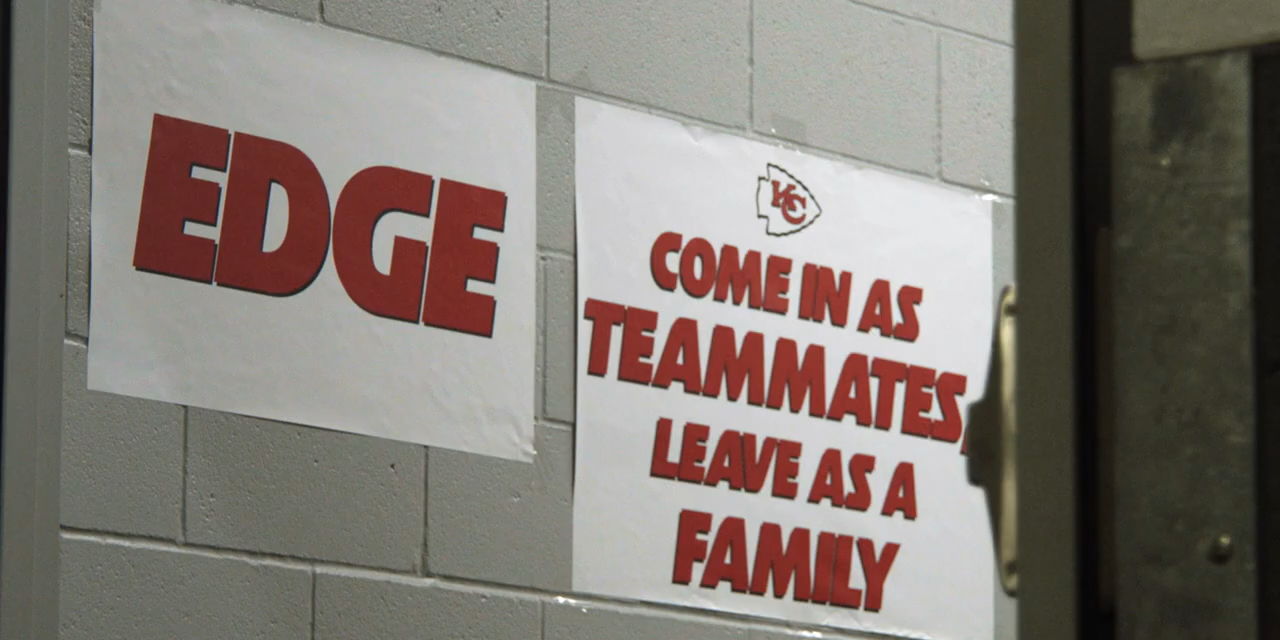 EDGE
KC
COME IN AS
TEAMMATES,
LEAVE AS A
FAMILY